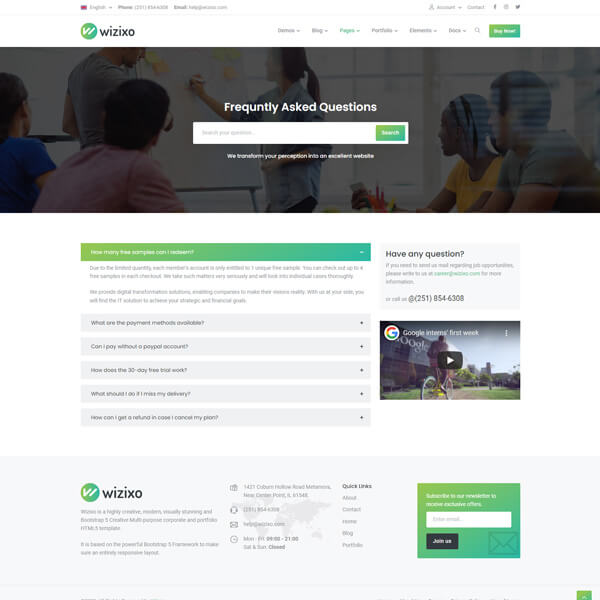 English Phone: (251) 854-6308 Email: help@wizixo.com Account Contact
wizixo Demos Blog Pages Portfolio Elements Docs Buy Now!
Frequntly Asked Questions
Search your question... Search
We transform your perception into an excellent website
How many free samples can I redeem?
Due to the limited quantity, each member's account is only entitled to 1 unique free sample. You can check out up to 4
free samples in each checkout. We take such matters very seriously and will look into individual cases thoroughly.
We provide digital transformation solutions, enabling companies to make their visions reality. With us at your side, you
will find the IT solution to achieve your strategic and financial goals.
What are the payment methods available? +
Can I pay without a paypal account? +
How does the 30-day free trial work? +
What should I do if I miss my delivery? +
How can I get a refund in case I cancel my plan? +
Have any question?
If you need to send us mail regarding job opportunities,
please write to us at career@wizixo.com for more
information.
or call us @(251) 854-6308
Google interns' first week
Google
wizixo
Wizixo is a highly creative, modern, visually stunning and
Bootstrap 5 Creative Multi-purpose corporate and portfolio
HTML5 template.
It is based on the powerful Bootstrap 5 Framework to make
sure an entirely responsive layout.
1421 Coburn Hollow Road Metamora,
Near Center Point, IL 61548.
(251) 854-6308
help@wizixo.com
Mon - Fri: 09:00 - 21:00
Sat & Sun: Closed
Quick Links
About
Contact
Home
Blog
Portfolio
Subscribe to our newsletter to
receive exclusive offers.
Enter email...
Join us